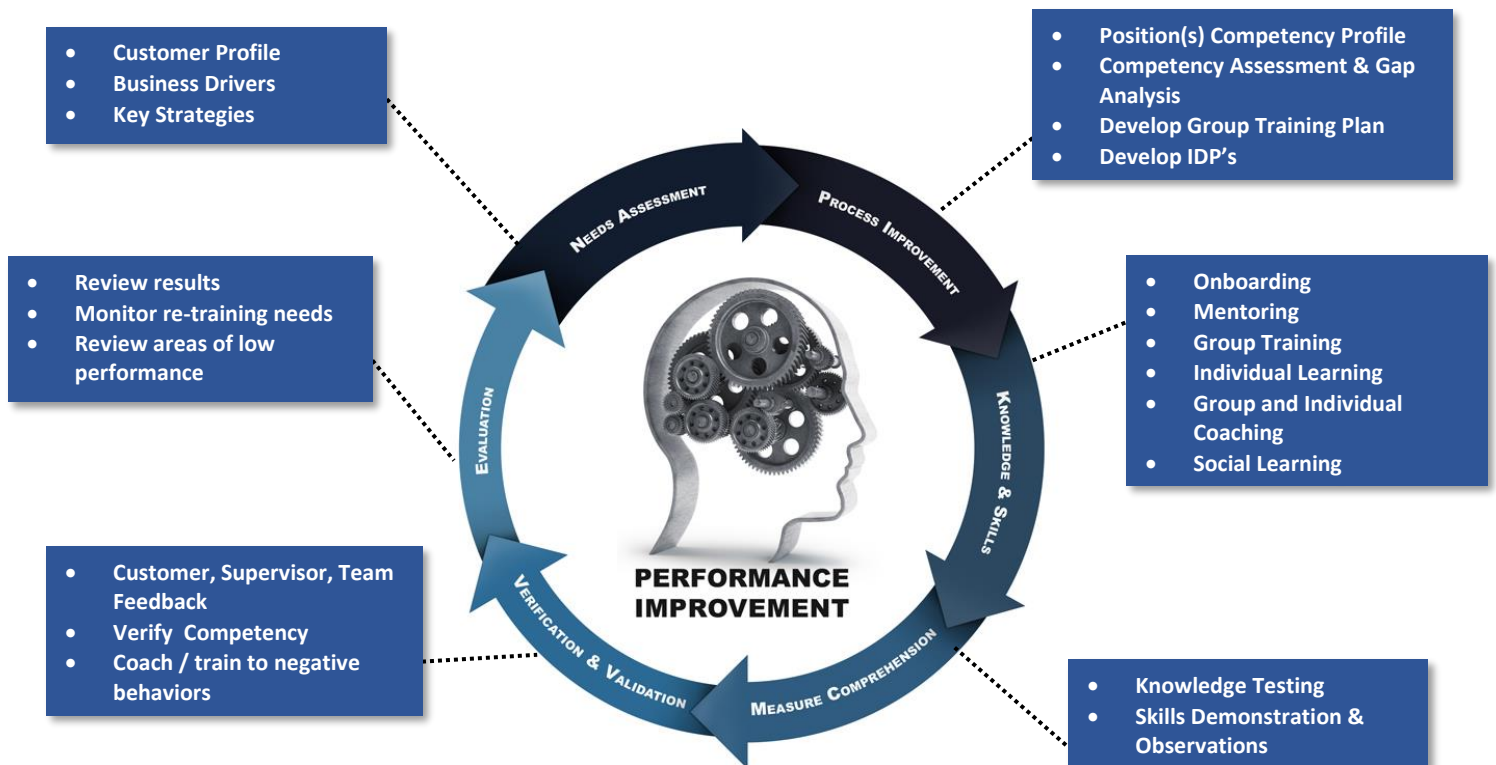 • Customer Profile
• Business Drivers
• Key Strategies
• Position(s) Competency Profile
• Competency Assessment & Gap
Analysis
• Develop Group Training Plan
• Develop IDP’s
NEEDS ASSESSMENT
PROCESS IMPROVEMENT
• Review results
• Monitor re-training needs
• Review areas of low
performance
• Onboarding
• Mentoring
• Group Training
• Individual Learning
• Group and Individual
Coaching
• Social Learning
EVALUATION
KNOWLEDGE & SKILLS
PERFORMANCE
IMPROVEMENT
• Customer, Supervisor, Team
Feedback
• Verify  Competency
• Coach / train to negative
behaviors
VERIFICATION & VALIDATION
MEASURE COMPREHENSION
• Knowledge Testing
• Skills Demonstration &
Observations